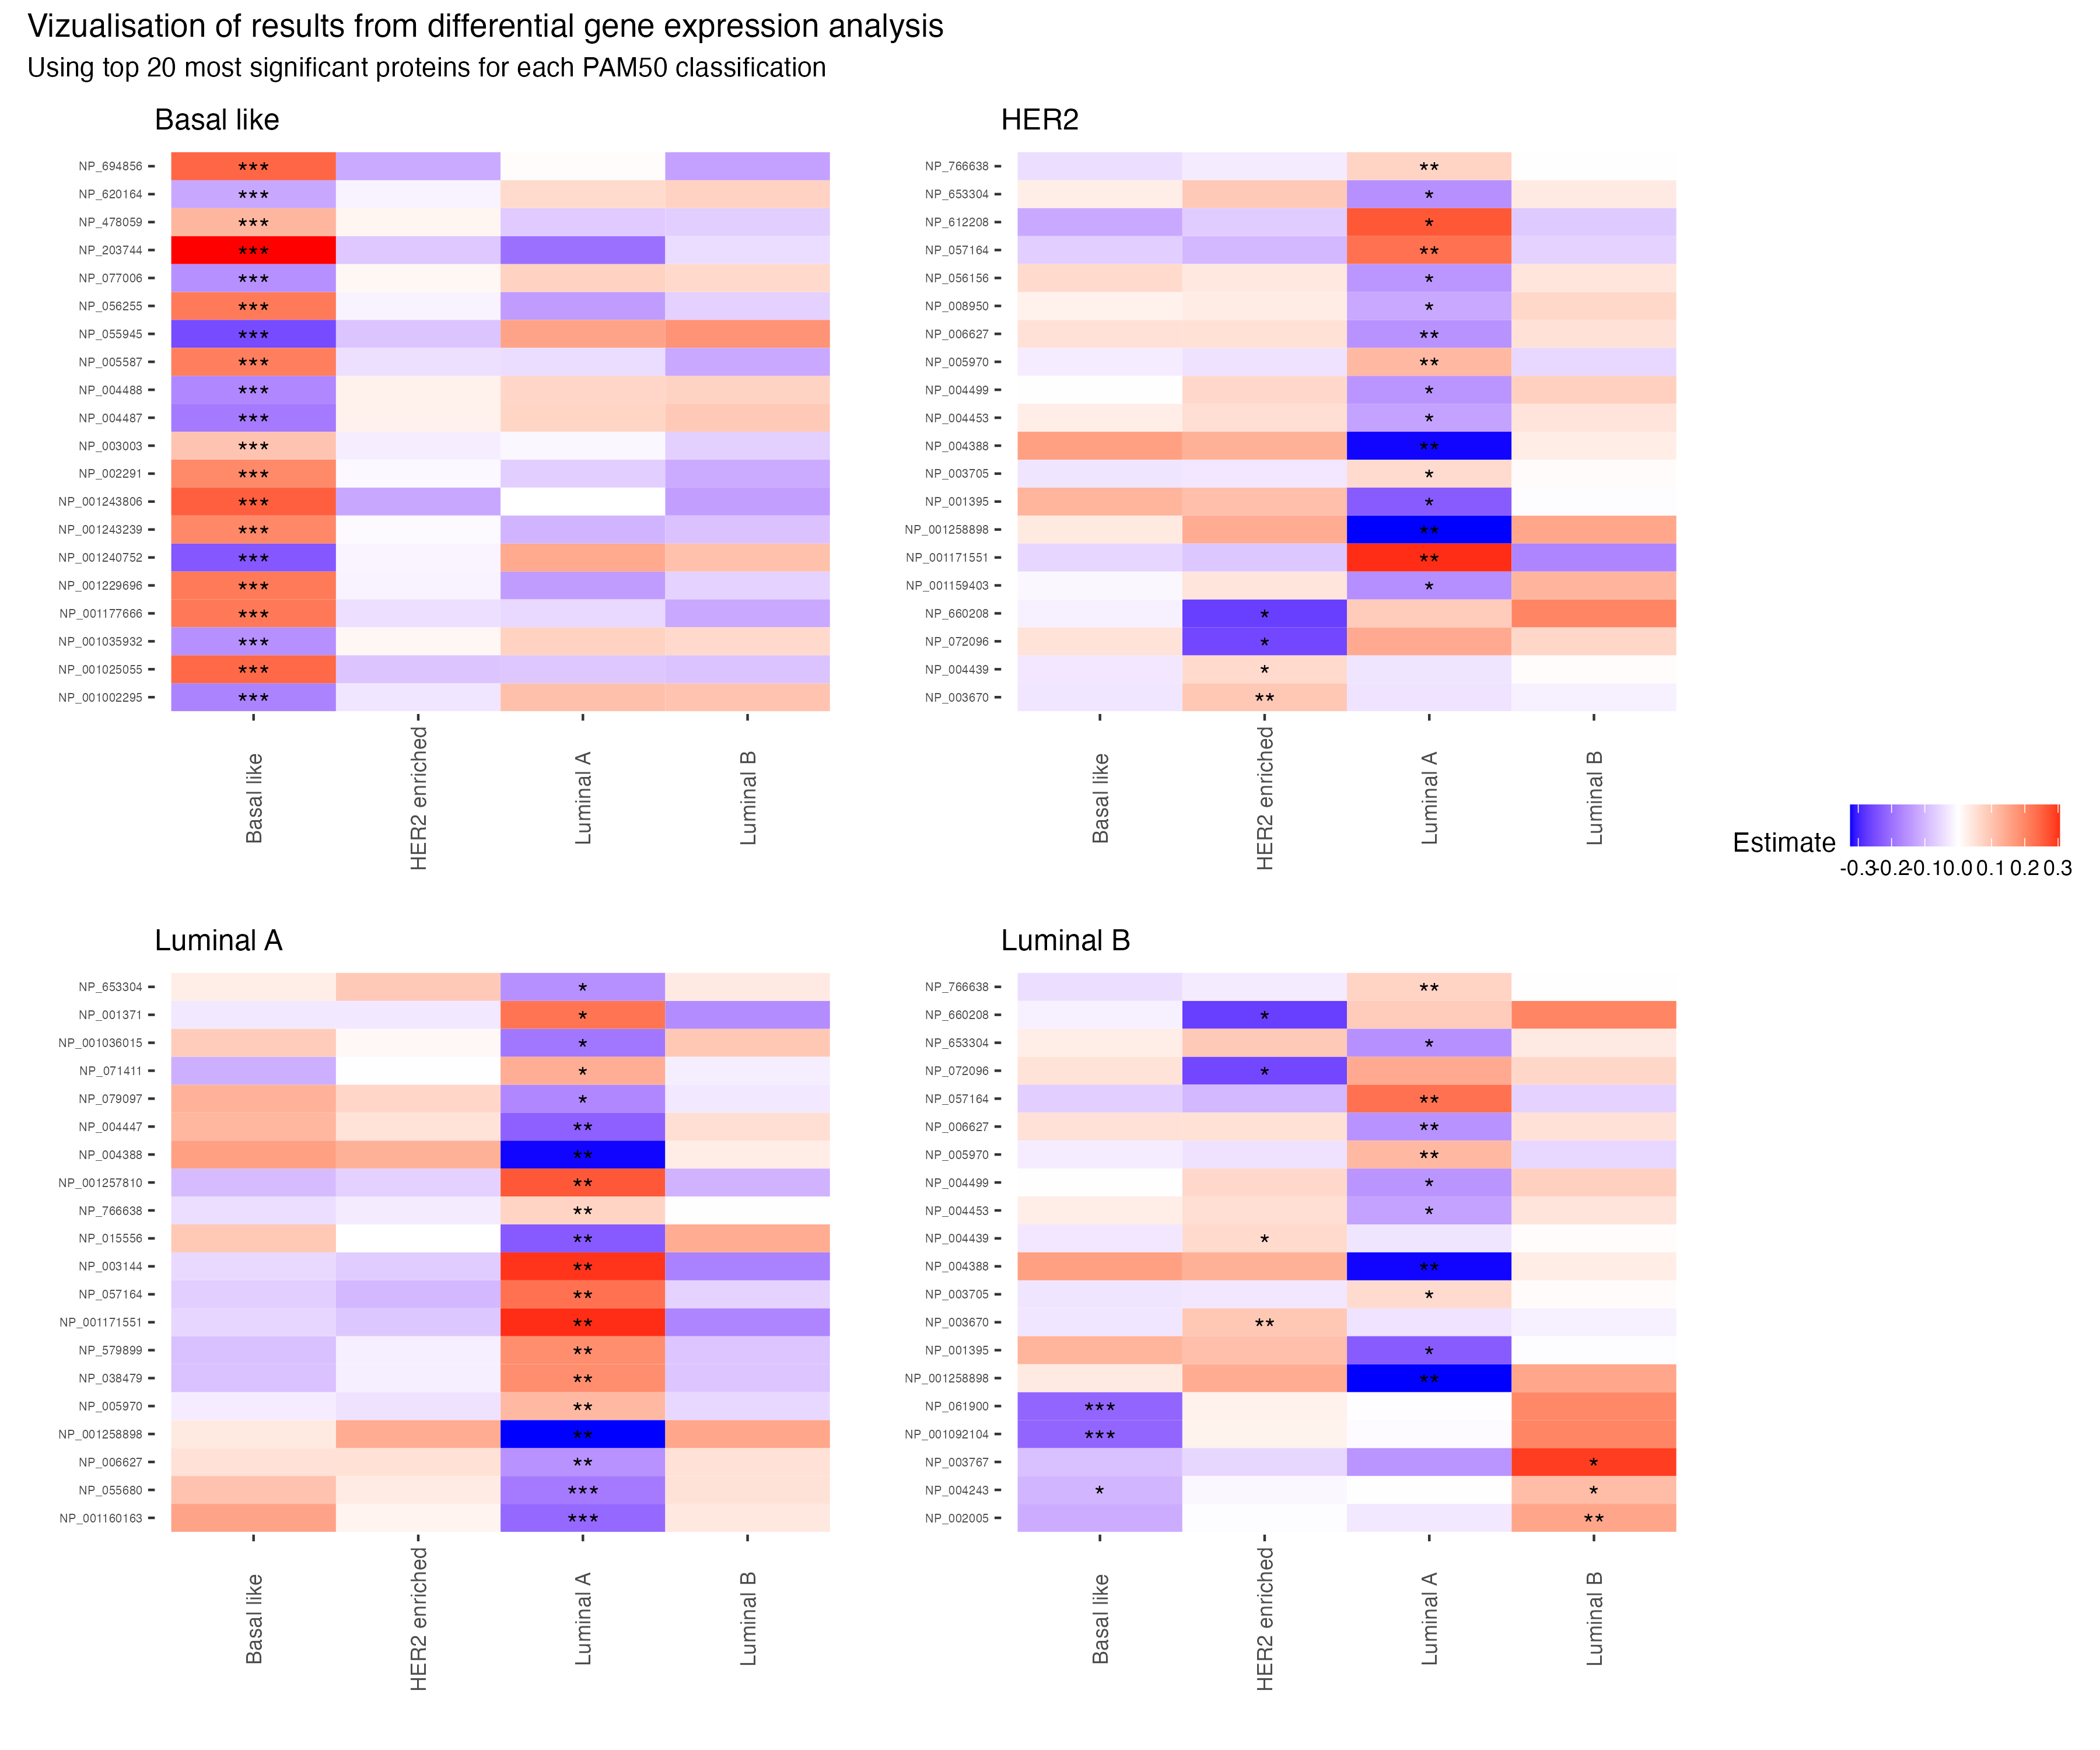 Vizualisation of results from differential gene expression analysis
Using top 20 most significant proteins for each PAM50 classification
Basal like
NP_694856 ***
NP_620164 ***
NP_478059 ***
NP_203744 ***
NP_077006 ***
NP_056255 ***
NP_055945 ***
NP_005587 ***
NP_004488 ***
NP_004487 ***
NP_003003 ***
NP_002291 ***
NP_001243806 ***
NP_001243239 ***
NP_001240752 ***
NP_001229696 ***
NP_001177666 ***
NP_001035932 ***
NP_001025055 ***
NP_001002295 ***
Basal like
HER2 enriched
Luminal A
Luminal B
HER2
NP_766638 **
NP_653304 *
NP_612208 *
NP_057164 **
NP_056156 *
NP_008950 *
NP_006627 **
NP_005970 **
NP_004499 *
NP_004453 *
NP_004388 **
NP_003705 *
NP_001395 *
NP_001258898 **
NP_001171551 **
NP_001159403 *
NP_660208 *
NP_072096 *
NP_004439 *
NP_003670 **
Basal like
HER2 enriched
Luminal A
Luminal B
Estimate
-0.3 -0.2 -0.1 0.0 0.1 0.2 0.3
Luminal A
NP_653304 *
NP_001371 *
NP_001036015 *
NP_071411 *
NP_079097 *
NP_004447 **
NP_004388 **
NP_001257810 **
NP_766638 **
NP_015556 **
NP_003144 **
NP_057164 **
NP_001171551 **
NP_579899 **
NP_038479 **
NP_005970 **
NP_001258898 **
NP_006627 **
NP_055680 ***
NP_001160163 ***
Basal like
HER2 enriched
Luminal A
Luminal B
Luminal B
NP_766638 **
NP_660208 *
NP_653304 *
NP_072096 *
NP_057164 **
NP_006627 **
NP_005970 **
NP_004499 *
NP_004453 *
NP_004439 *
NP_004388 **
NP_003705 *
NP_003670 **
NP_001395 *
NP_001258898 **
NP_061900 ***
NP_001092104 ***
NP_003767 *
NP_004243 * *
NP_002005 **
Basal like
HER2 enriched
Luminal A
Luminal B